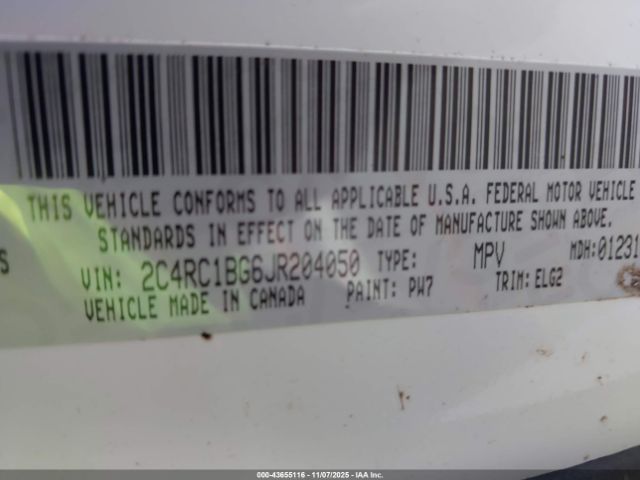 THIS VEHICLE CONFORMS TO ALL APPLICABLE U.S.A. FEDERAL MOTOR VEHICLE
STANDARDS IN EFFECT ON THE DATE OF MANUFACTURE SHOWN ABOVE.
S VIN: 2C4RC1BG6JR204050 TYPE: MPV MDH:01231
VEHICLE MADE IN CANADA PAINT: PW7 TRIM: ELG2
000-43655116 | 11/07/2025 | IAA Inc.